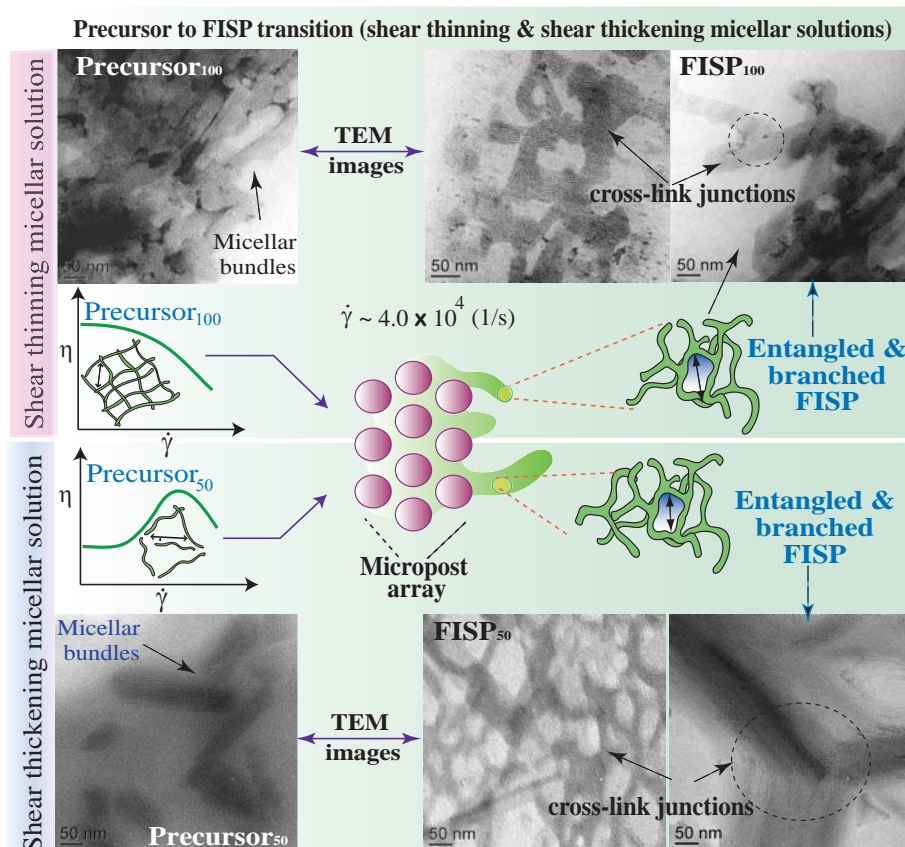 Precursor to FISP transition (shear thinning & shear thickening micellar solutions)
Shear thinning micellar solution
Precursor₁₀₀
TEM
images
FISP₁₀₀
cross-link junctions
Micellar
bundles
50 nm
50 nm
50 nm
Precursor₁₀₀
η
γ̇
γ̇ ~ 4.0 x 10⁴ (1/s)
Entangled &
branched
FISP
Shear thickening micellar solution
Precursor₅₀
η
γ̇
Micropost
array
Entangled &
branched
FISP
Micellar
bundles
TEM
images
FISP₅₀
cross-link junctions
50 nm
Precursor₅₀
50 nm
50 nm